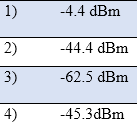 1) -4.4 dBm
2) -44.4 dBm
3) -62.5 dBm
4) -45.3dBm